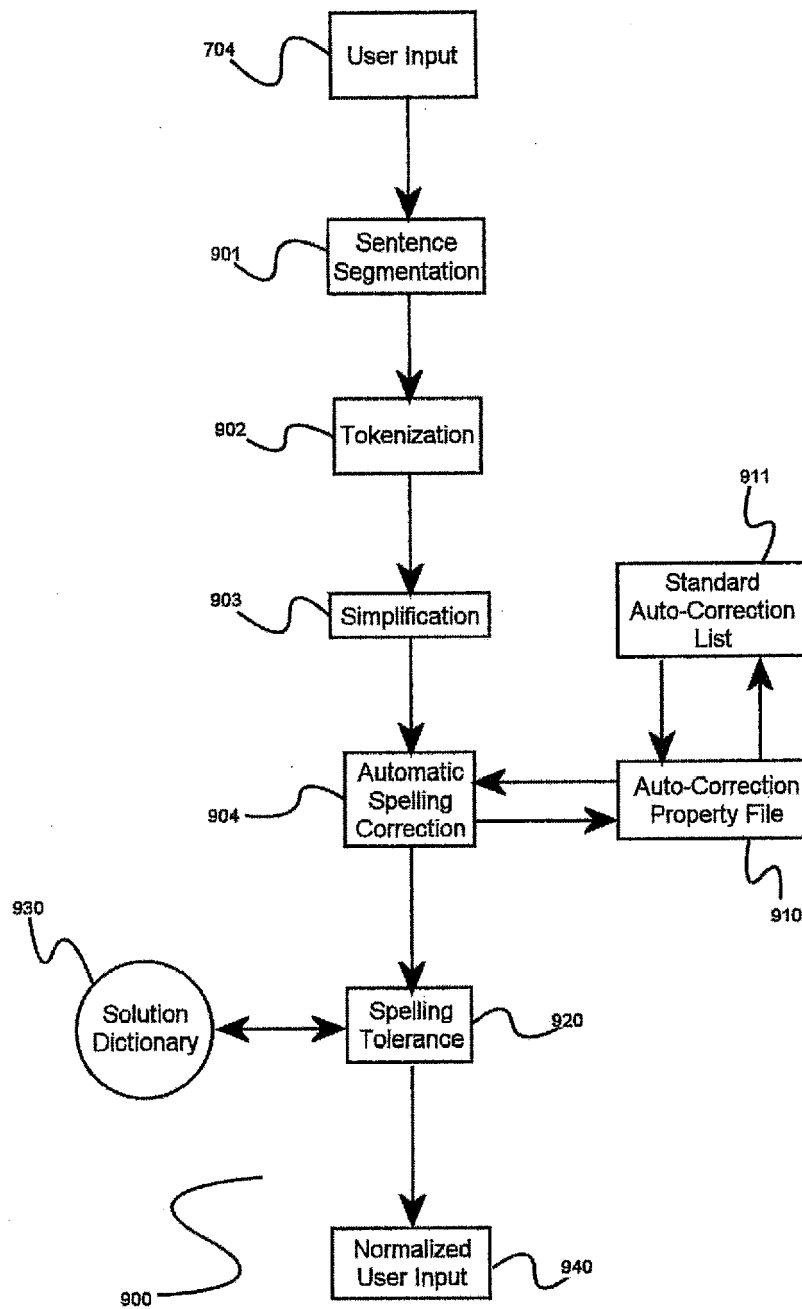 704
User Input
901
Sentence
Segmentation
902
Tokenization
911
Standard
Auto-Correction
List
903
Simplification
904
Automatic
Spelling
Correction
Auto-Correction
Property File
910
930
Solution
Dictionary
Spelling
Tolerance
920
900
Normalized
User Input
940